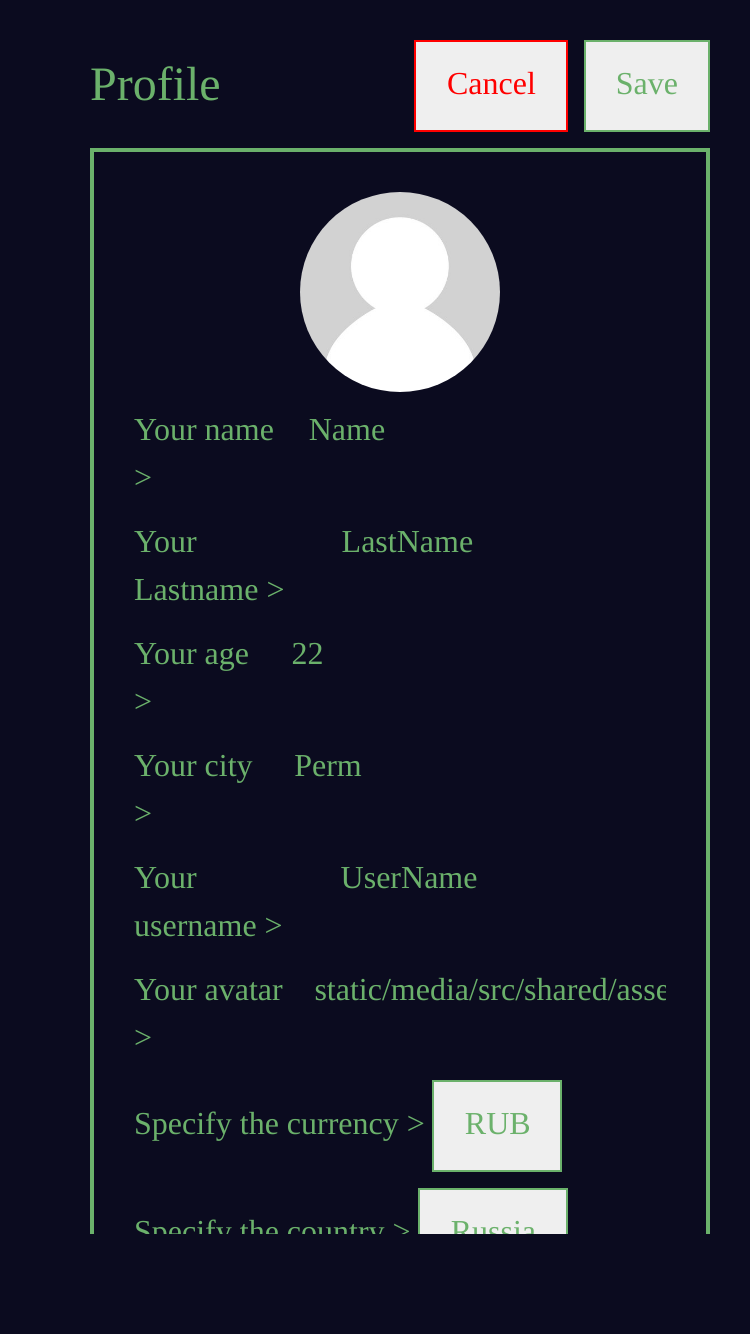 Profile
Cancel
Save
Your name
>
Name
Your
Lastname >
LastName
Your age
>
22
Your city
>
Perm
Your
username >
UserName
Your avatar
>
static/media/src/shared/asse
Specify the currency >
RUB
Specify the country >
Russia